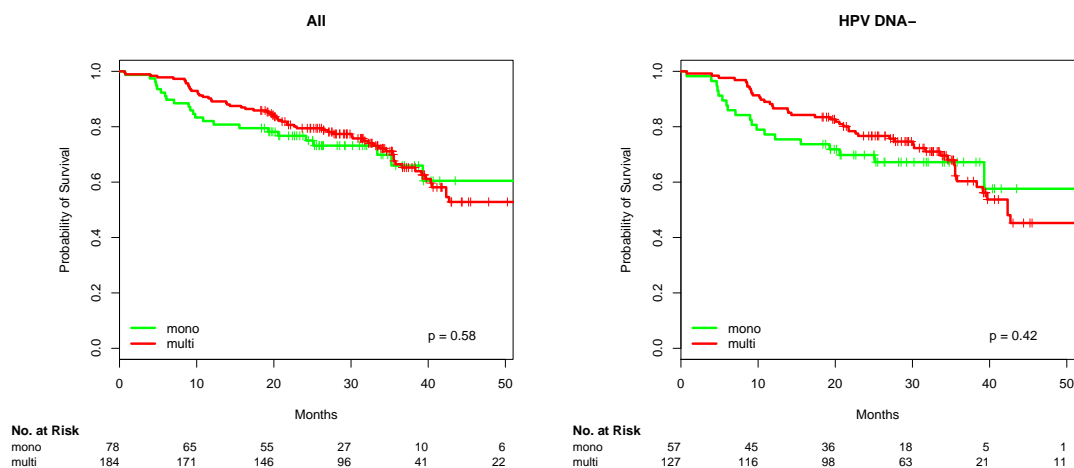 All
Probability of Survival
1.0
0.8
0.6
0.4
0.2
0.0
mono
multi
p = 0.58
0 10 20 30 40 50
Months
No. at Risk
mono 78 65 55 27 10 6
multi 184 171 146 96 41 22
HPV DNA−
Probability of Survival
1.0
0.8
0.6
0.4
0.2
0.0
mono
multi
p = 0.42
0 10 20 30 40 50
Months
No. at Risk
mono 57 45 36 18 5 1
multi 127 116 98 63 21 11